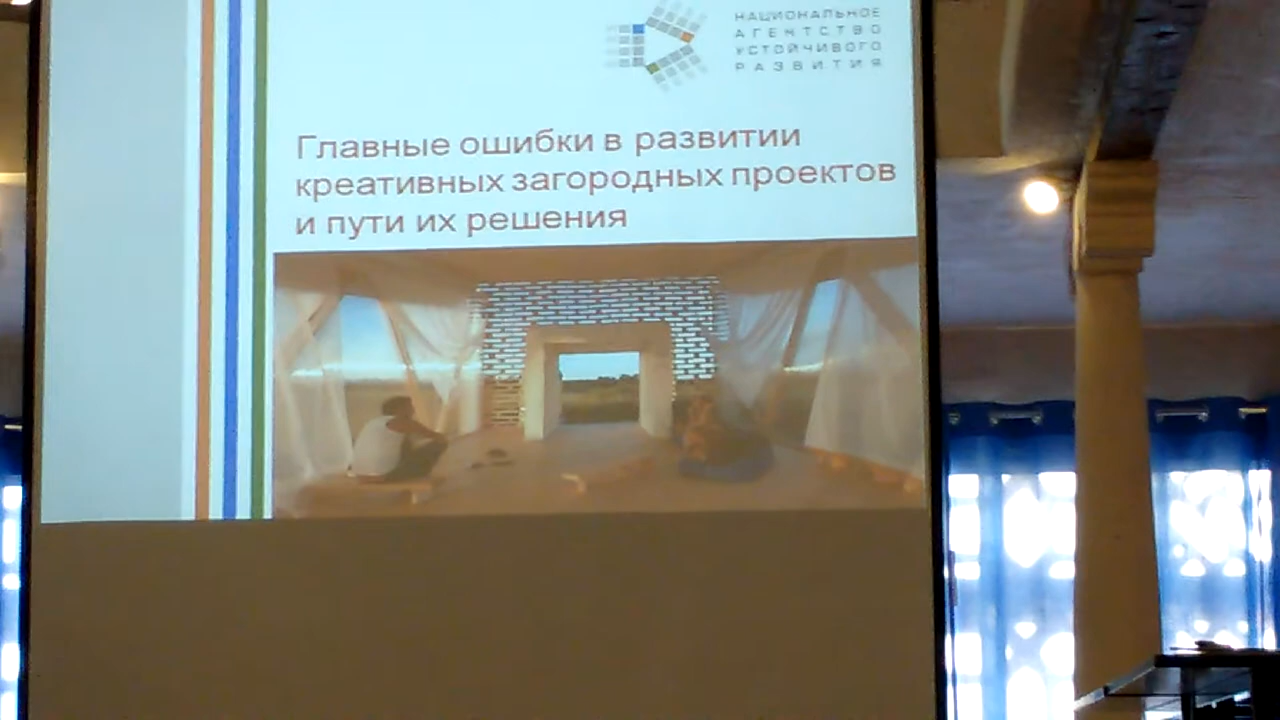 НАЦИОНАЛЬНОЕ
АГЕНТСТВО
УСТОЙЧИВОГО
РАЗВИТИЯ
Главные ошибки в развитии
креативных загородных проектов
и пути их решения